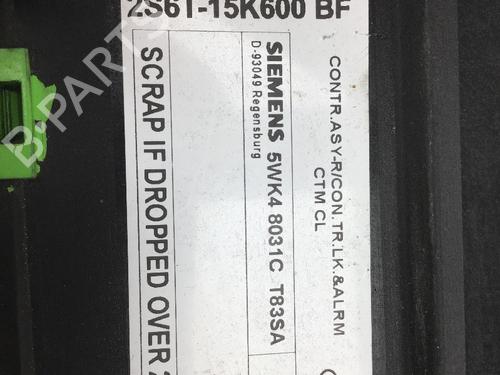 2S6T-15K600 BF
CONTR.ASY-R/CON.TR.LK.&ALRM
CTM CL
SIEMENS 5WK4 8031C T83SA
D-93049 Regensburg
SCRAP IF DROPPED OVER
B-PARTS